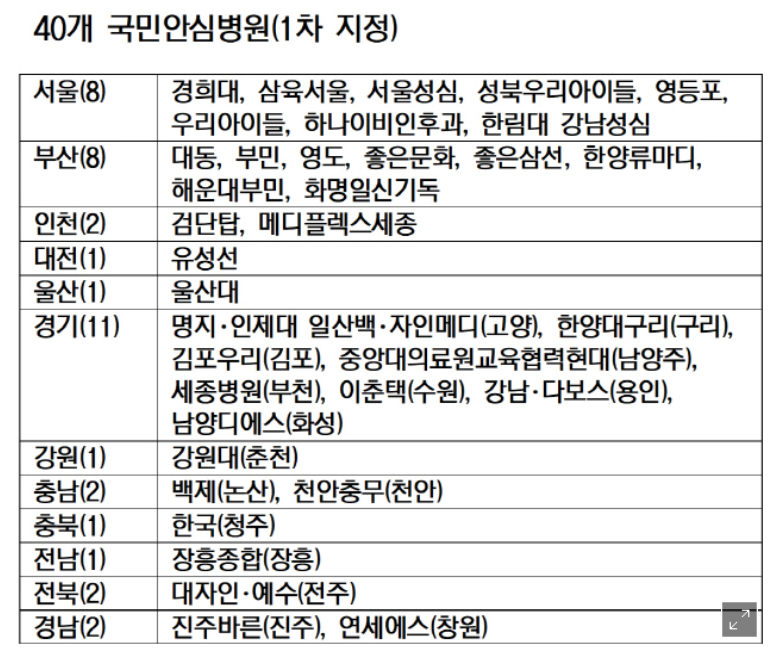 40개 국민안심병원(1차 지정)
서울(8) 경희대, 삼육서울, 서울성심, 성북우리아이들, 영등포,
우리아이들, 하나이비인후과, 한림대 강남성심
부산(8) 대동, 부민, 영도, 좋은문화, 좋은삼선, 한양류마디,
해운대부민, 화명일신기독
인천(2) 검단탑, 메디플렉스세종
대전(1) 유성선
울산(1) 울산대
경기(11) 명지·인제대 일산백·자인메디(고양), 한양대구리(구리),
김포우리(김포), 중앙대의료원교육협력현대(남양주),
세종병원(부천), 이춘택(수원), 강남·다보스(용인),
남양디에스(화성)
강원(1) 강원대(춘천)
충남(2) 백제(논산), 천안충무(천안)
충북(1) 한국(청주)
전남(1) 장흥종합(장흥)
전북(2) 대자인·예수(전주)
경남(2) 진주바른(진주), 연세에스(창원)